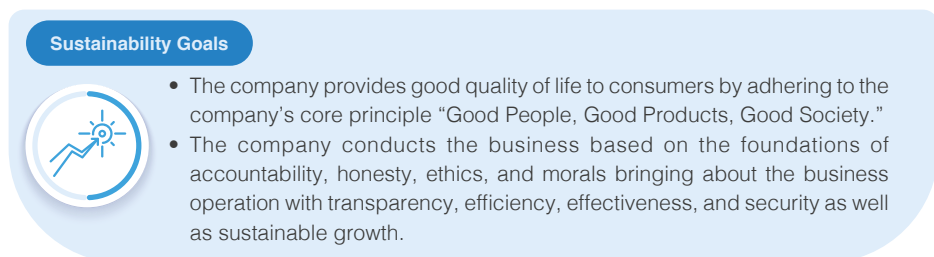 Sustainability Goals
• The company provides good quality of life to consumers by adhering to the
company’s core principle “Good People, Good Products, Good Society.”
• The company conducts the business based on the foundations of
accountability, honesty, ethics, and morals bringing about the business
operation with transparency, efficiency, effectiveness, and security as well
as sustainable growth.